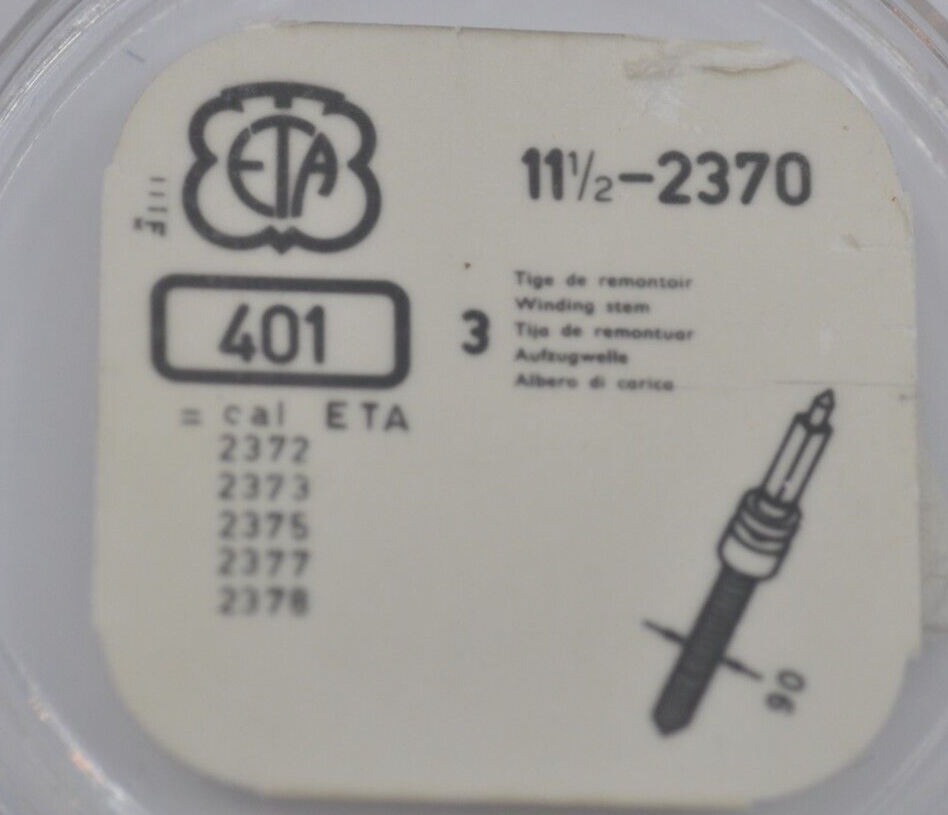 ETA
11½-2370
401
3
Tige de remontoir
Winding stem
Tija de remontuar
Aufzugwelle
Albero di carica
= cal ETA
2372
2373
2375
2377
2378
90